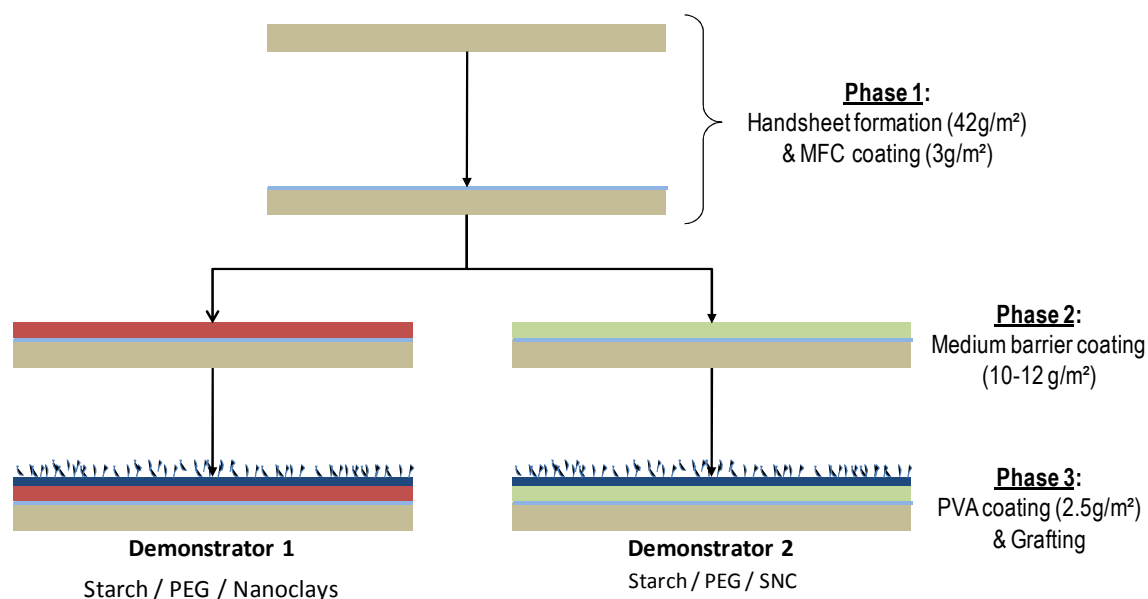 Phase 1:
Handsheet formation (42g/m²)
& MFC coating (3g/m²)
Phase 2:
Medium barrier coating
(10-12 g/m²)
Phase 3:
PVA coating (2.5g/m²)
& Grafting
Demonstrator 1
Starch / PEG / Nanoclays
Demonstrator 2
Starch / PEG / SNC